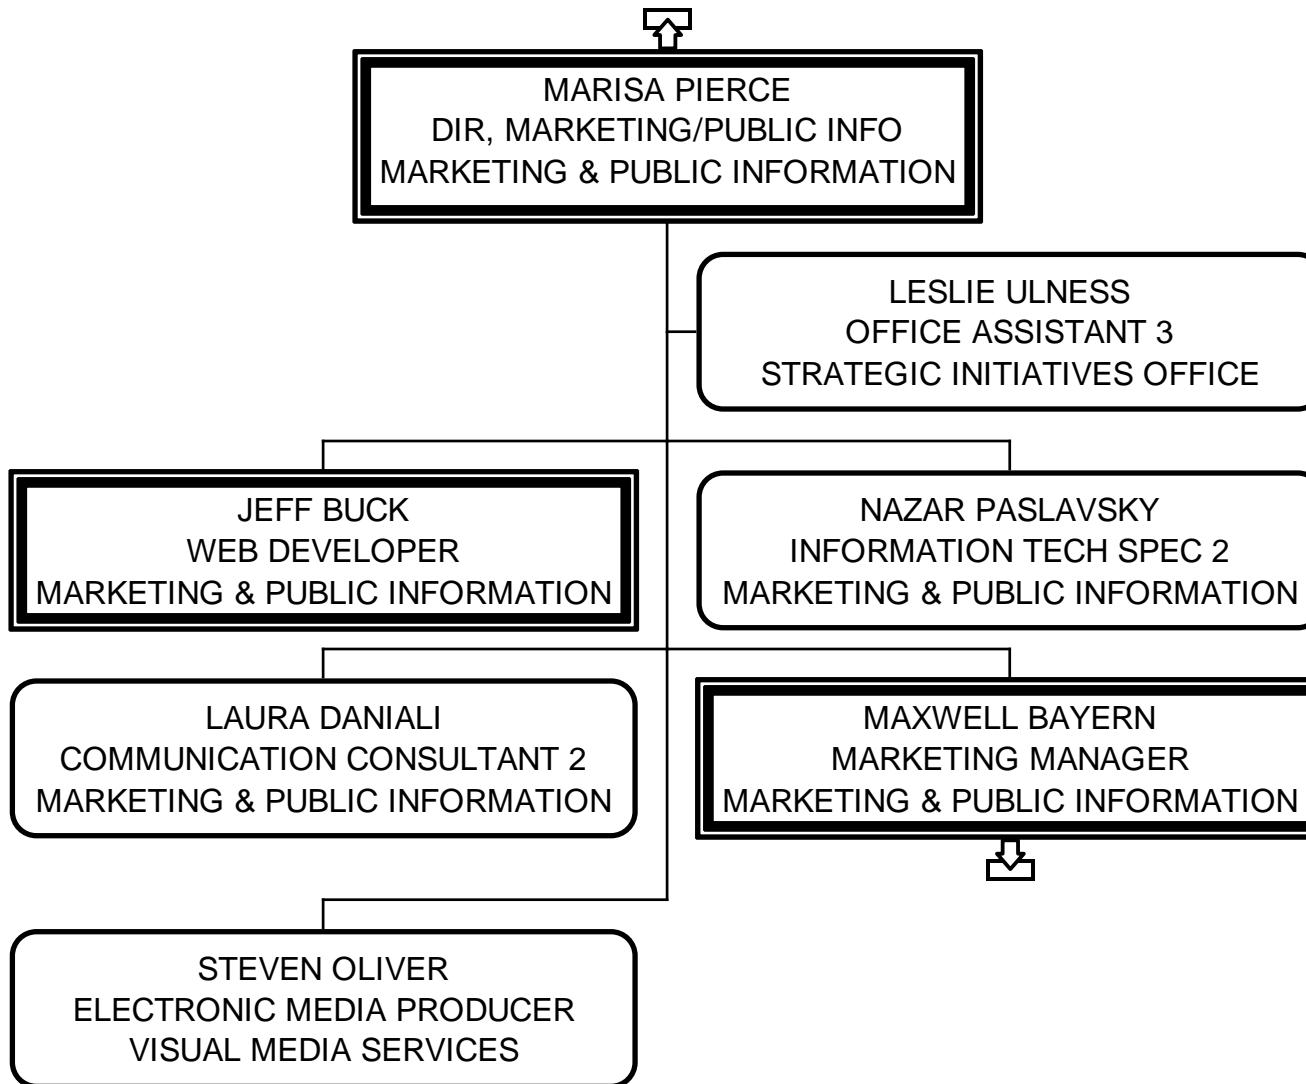 MARISA PIERCE
DIR, MARKETING/PUBLIC INFO
MARKETING & PUBLIC INFORMATION
LESLIE ULNESS
OFFICE ASSISTANT 3
STRATEGIC INITIATIVES OFFICE
JEFF BUCK
WEB DEVELOPER
MARKETING & PUBLIC INFORMATION
NAZAR PASLAVSKY
INFORMATION TECH SPEC 2
MARKETING & PUBLIC INFORMATION
LAURA DANIALI
COMMUNICATION CONSULTANT 2
MARKETING & PUBLIC INFORMATION
MAXWELL BAYERN
MARKETING MANAGER
MARKETING & PUBLIC INFORMATION
STEVEN OLIVER
ELECTRONIC MEDIA PRODUCER
VISUAL MEDIA SERVICES